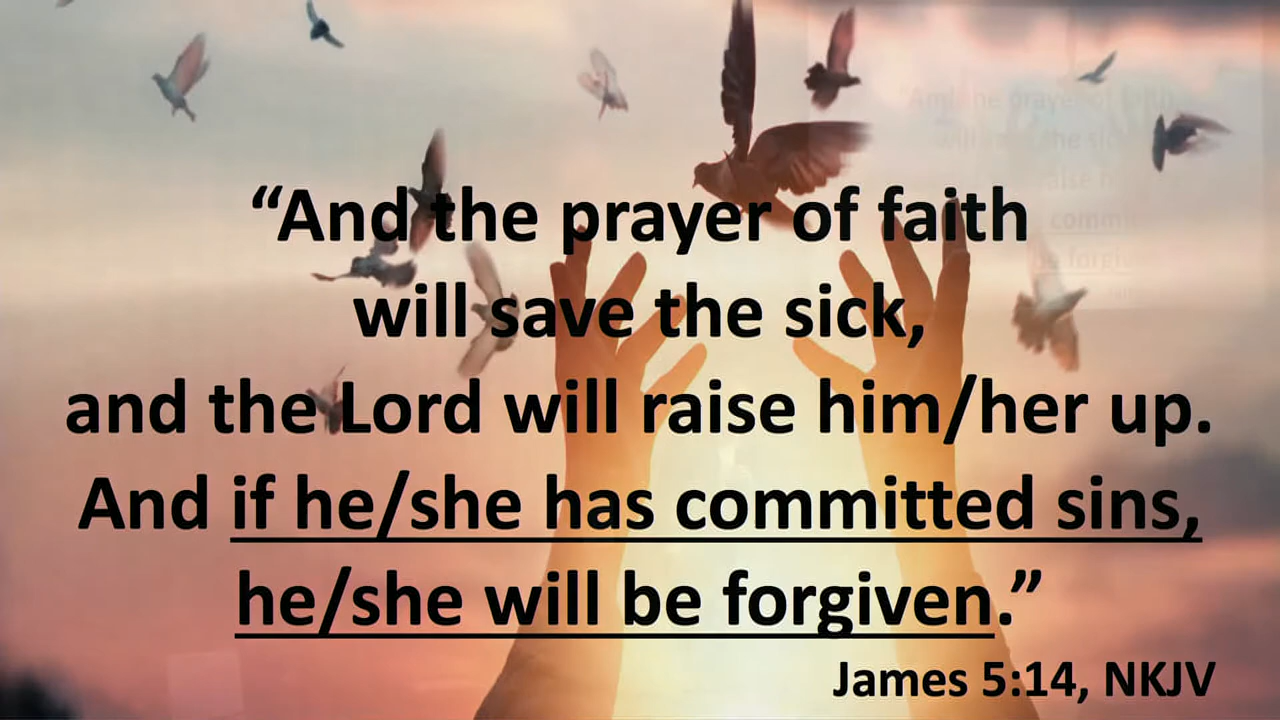 “And the prayer of faith
will save the sick,
and the Lord will raise him/her up.
And if he/she has committed sins,
he/she will be forgiven.”
James 5:14, NKJV